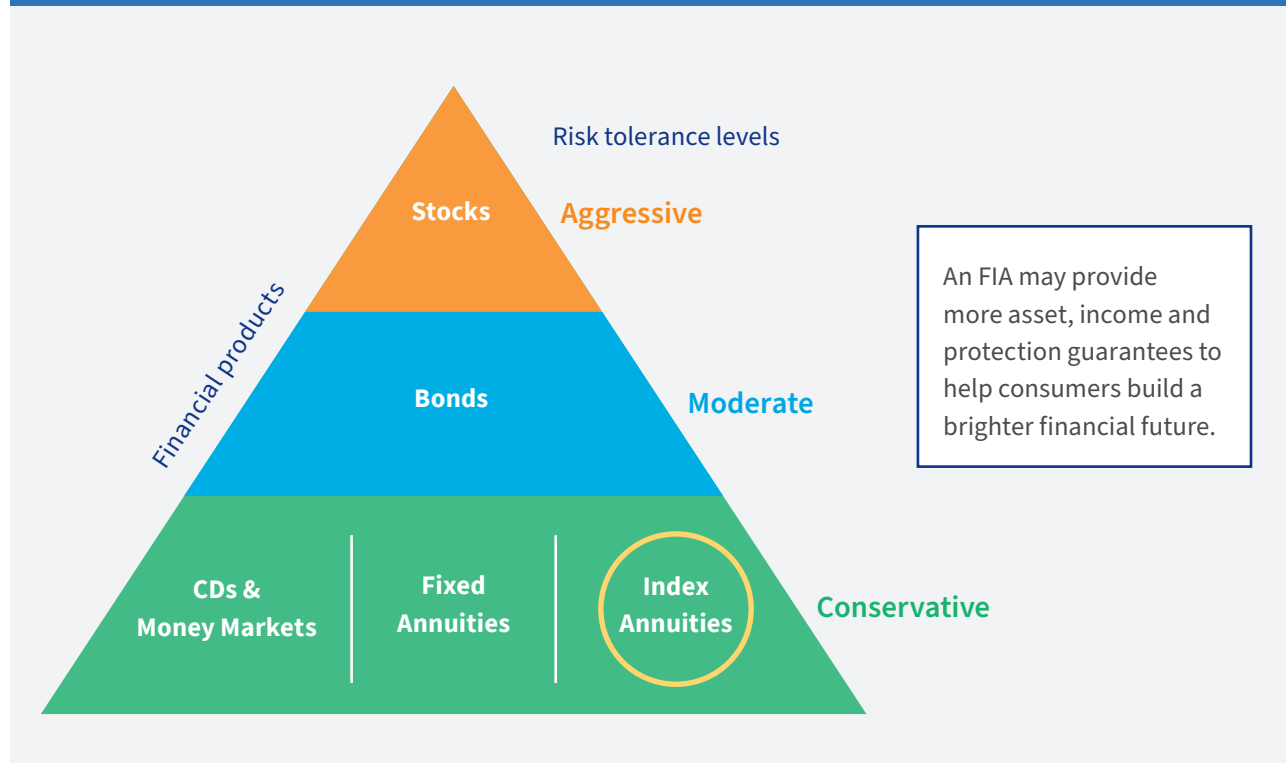 Risk tolerance levels
Stocks
Aggressive
Financial products
An FIA may provide
more asset, income and
protection guarantees to
help consumers build a
brighter financial future.
Bonds
Moderate
CDs &
Money Markets
Fixed
Annuities
Index
Annuities
Conservative